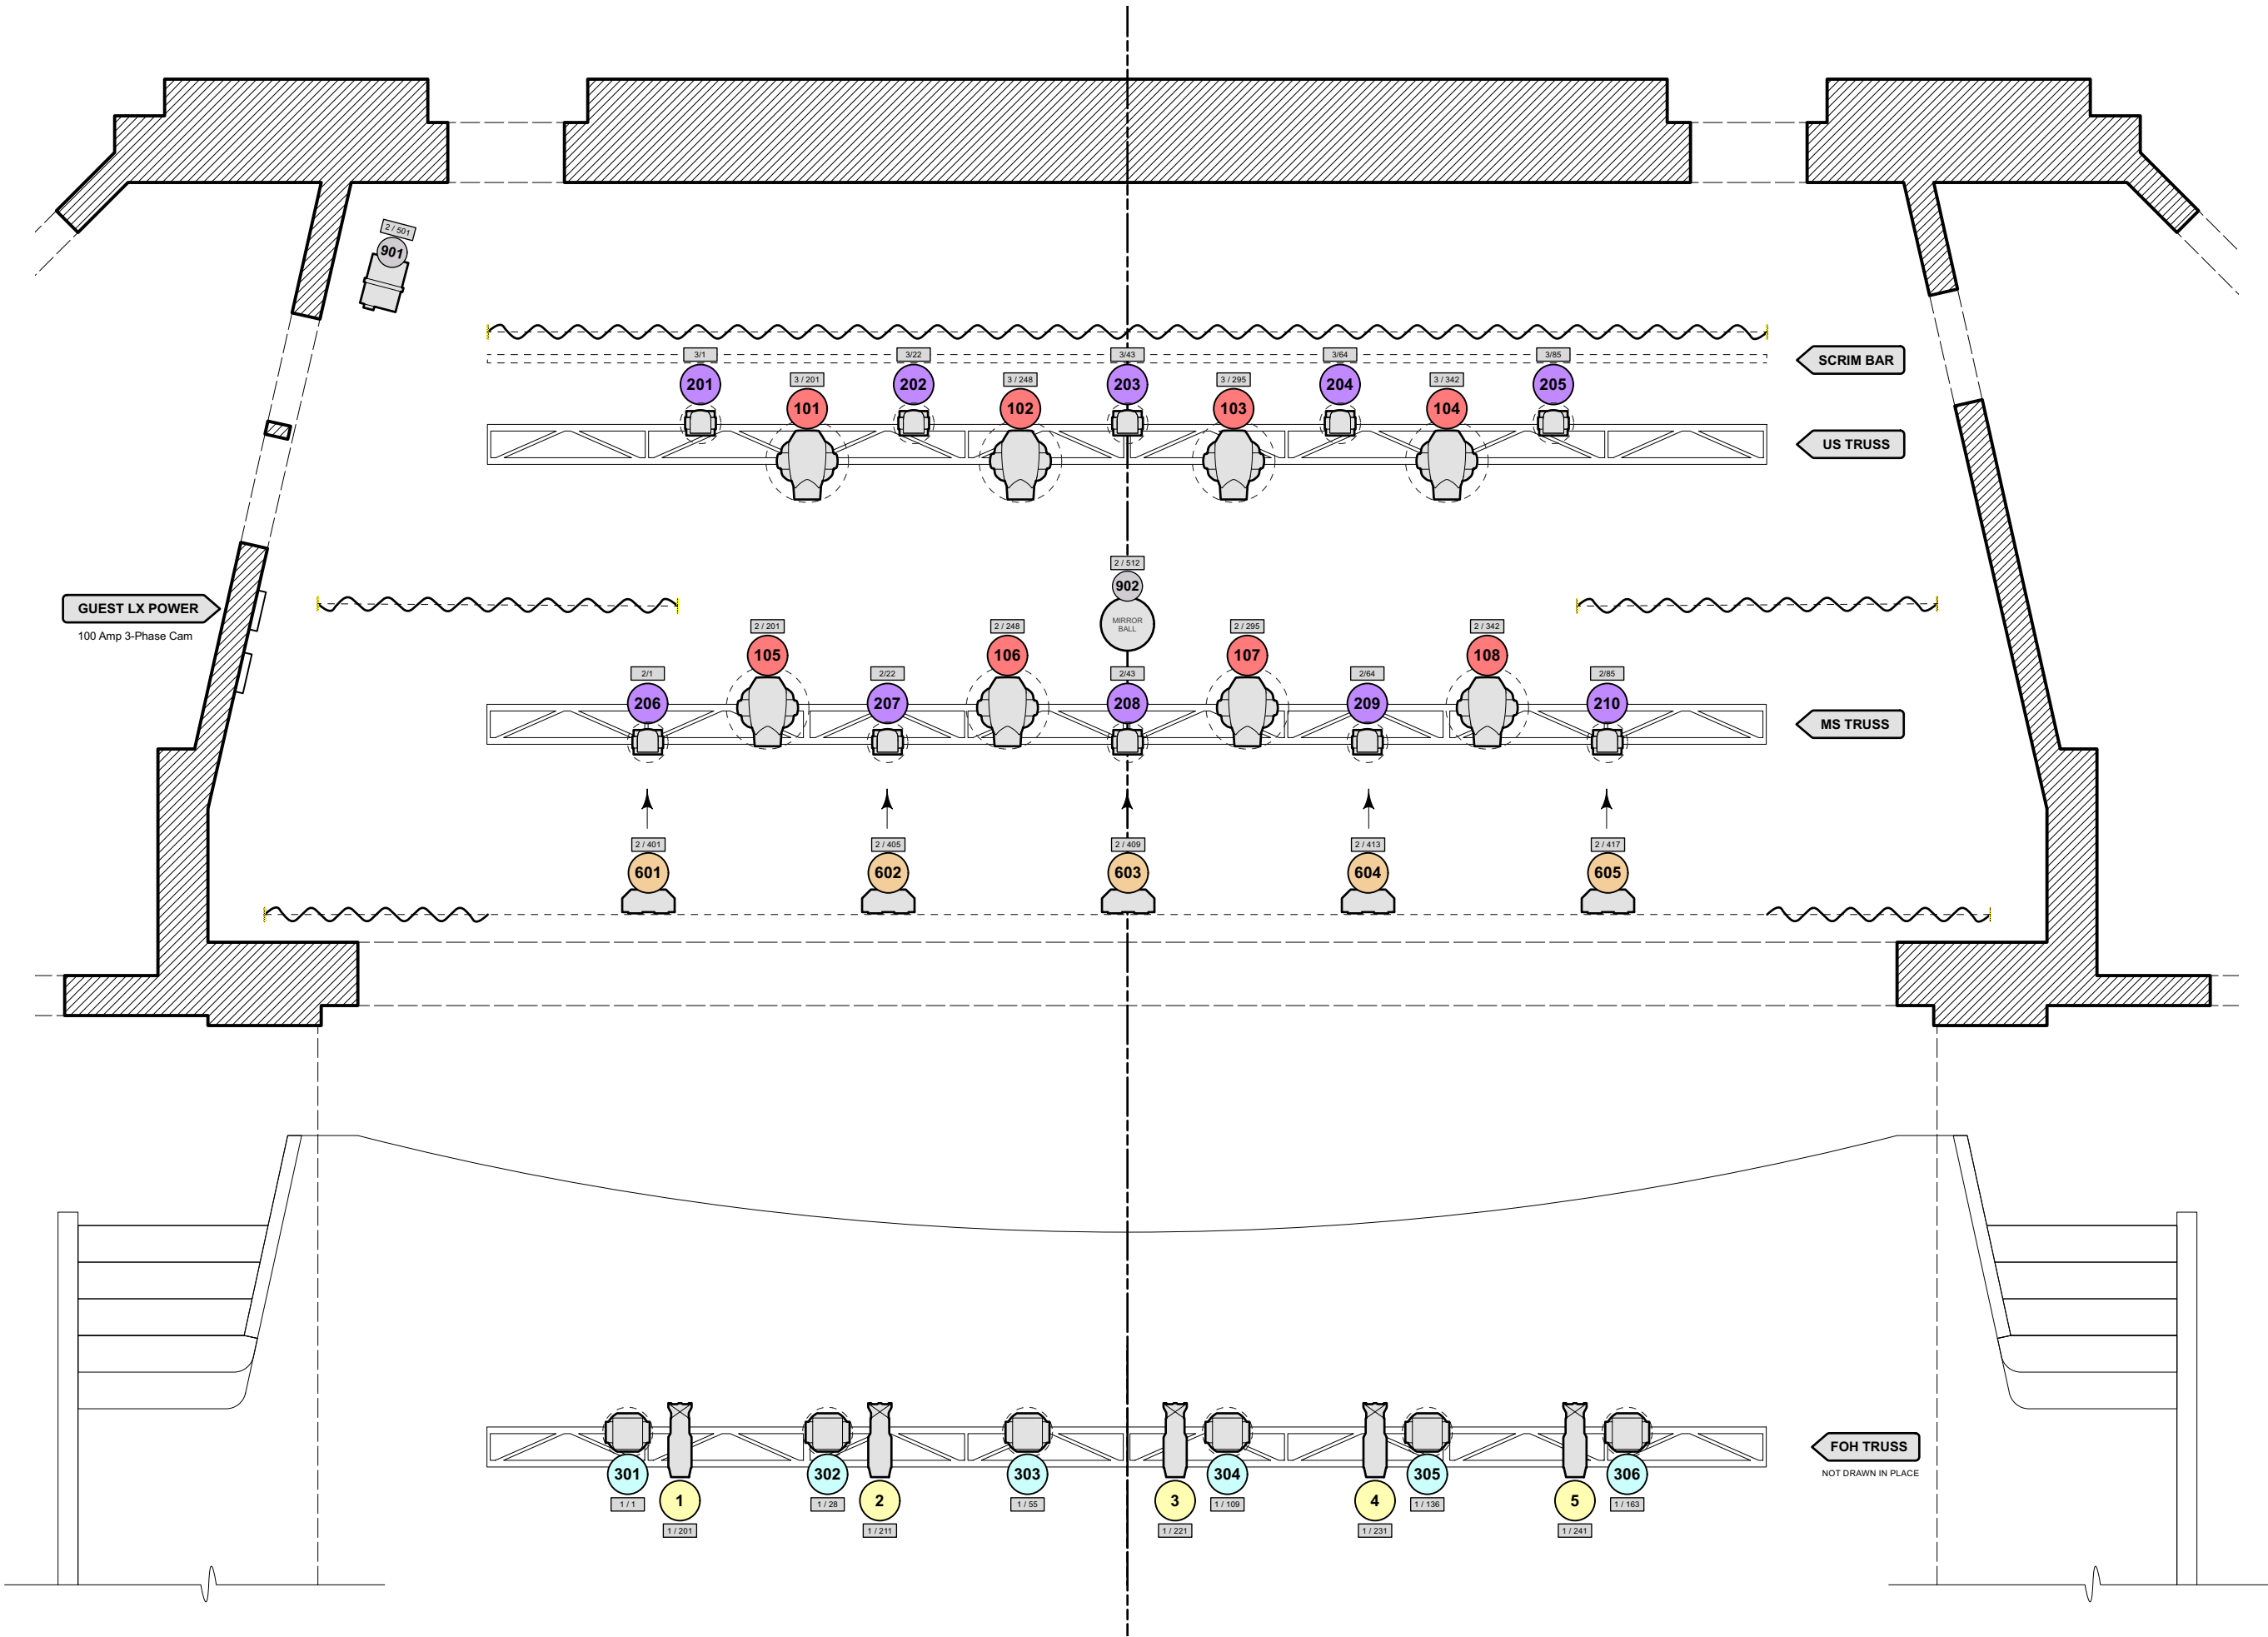 2 / 501
901
3/1
3/22
3/43
3/64
3/85
SCRIM BAR
201
202
203
204
205
3 / 201
3 / 248
3 / 295
3 / 342
101
102
103
104
US TRUSS
2 / 512
902
MIRROR
BALL
GUEST LX POWER
100 Amp 3-Phase Cam
2 / 201
2 / 248
2 / 295
2 / 342
105
106
107
108
2/1
2/22
2/43
2/64
2/85
206
207
208
209
210
MS TRUSS
2 / 401
2 / 405
2 / 409
2 / 413
2 / 417
601
602
603
604
605
FOH TRUSS
NOT DRAWN IN PLACE
301
302
303
304
305
306
1
2
3
4
5
1 / 1
1 / 28
1 / 55
1 / 109
1 / 136
1 / 163
1 / 201
1 / 211
1 / 221
1 / 231
1 / 241